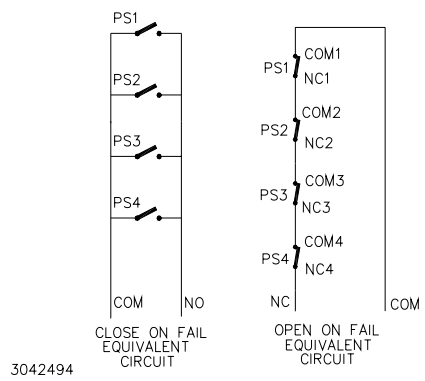 PS1
PS2
PS3
PS4
COM NO
CLOSE ON FAIL
EQUIVALENT
CIRCUIT
COM1
PS1
NC1
COM2
PS2
NC2
COM3
PS3
NC3
COM4
PS4
NC4
NC COM
OPEN ON FAIL
EQUIVALENT
CIRCUIT
3042494